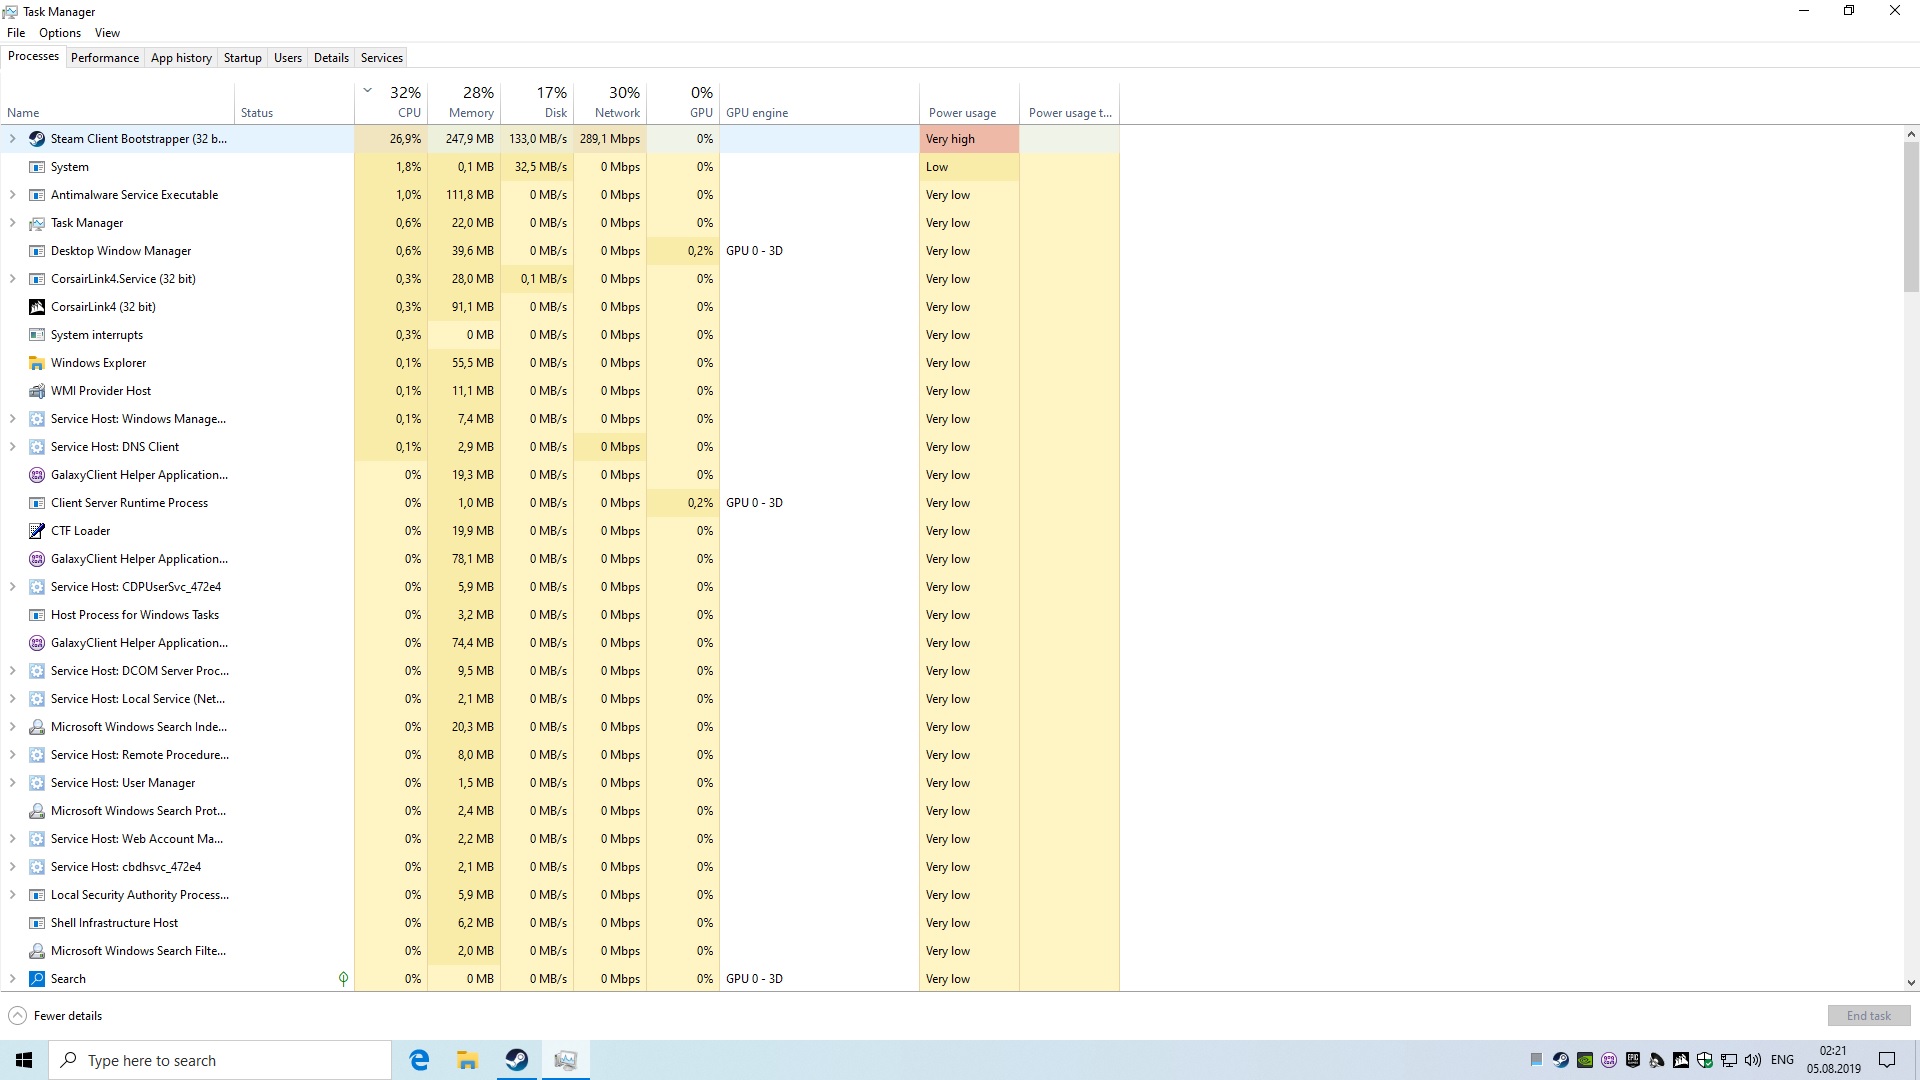 Task Manager
File Options View
Processes Performance App history Startup Users Details Services
32% 28% 17% 30% 0%
Name Status CPU Memory Disk Network GPU GPU engine Power usage Power usage t...
Steam Client Bootstrapper (32 b... 26,9% 247,9 MB 133,0 MB/s 289,1 Mbps 0% Very high
System 1,8% 0,1 MB 32,5 MB/s 0 Mbps 0% Low
Antimalware Service Executable 1,0% 111,8 MB 0 MB/s 0 Mbps 0% Very low
Task Manager 0,6% 22,0 MB 0 MB/s 0 Mbps 0% Very low
Desktop Window Manager 0,6% 39,6 MB 0 MB/s 0 Mbps 0,2% GPU 0 - 3D Very low
CorsairLink4.Service (32 bit) 0,3% 28,0 MB 0,1 MB/s 0 Mbps 0% Very low
CorsairLink4 (32 bit) 0,3% 91,1 MB 0 MB/s 0 Mbps 0% Very low
System interrupts 0,3% 0 MB 0 MB/s 0 Mbps 0% Very low
Windows Explorer 0,1% 55,5 MB 0 MB/s 0 Mbps 0% Very low
WMI Provider Host 0,1% 11,1 MB 0 MB/s 0 Mbps 0% Very low
Service Host: Windows Manage... 0,1% 7,4 MB 0 MB/s 0 Mbps 0% Very low
Service Host: DNS Client 0,1% 2,9 MB 0 MB/s 0 Mbps 0% Very low
GalaxyClient Helper Application... 0% 19,3 MB 0 MB/s 0 Mbps 0% Very low
Client Server Runtime Process 0% 1,0 MB 0 MB/s 0 Mbps 0,2% GPU 0 - 3D Very low
CTF Loader 0% 19,9 MB 0 MB/s 0 Mbps 0% Very low
GalaxyClient Helper Application... 0% 78,1 MB 0 MB/s 0 Mbps 0% Very low
Service Host: CDPUserSvc_472e4 0% 5,9 MB 0 MB/s 0 Mbps 0% Very low
Host Process for Windows Tasks 0% 3,2 MB 0 MB/s 0 Mbps 0% Very low
GalaxyClient Helper Application... 0% 74,4 MB 0 MB/s 0 Mbps 0% Very low
Service Host: DCOM Server Proc... 0% 9,5 MB 0 MB/s 0 Mbps 0% Very low
Service Host: Local Service (Net... 0% 2,1 MB 0 MB/s 0 Mbps 0% Very low
Microsoft Windows Search Inde... 0% 20,3 MB 0 MB/s 0 Mbps 0% Very low
Service Host: Remote Procedure... 0% 8,0 MB 0 MB/s 0 Mbps 0% Very low
Service Host: User Manager 0% 1,5 MB 0 MB/s 0 Mbps 0% Very low
Microsoft Windows Search Prot... 0% 2,4 MB 0 MB/s 0 Mbps 0% Very low
Service Host: Web Account Ma... 0% 2,2 MB 0 MB/s 0 Mbps 0% Very low
Service Host: cbdhsvc_472e4 0% 2,1 MB 0 MB/s 0 Mbps 0% Very low
Local Security Authority Process... 0% 5,9 MB 0 MB/s 0 Mbps 0% Very low
Shell Infrastructure Host 0% 6,2 MB 0 MB/s 0 Mbps 0% Very low
Microsoft Windows Search Filte... 0% 2,0 MB 0 MB/s 0 Mbps 0% Very low
Search 0% 0 MB 0 MB/s 0 Mbps 0% GPU 0 - 3D Very low
Fewer details End task
Type here to search ENG 02:21
05.08.2019